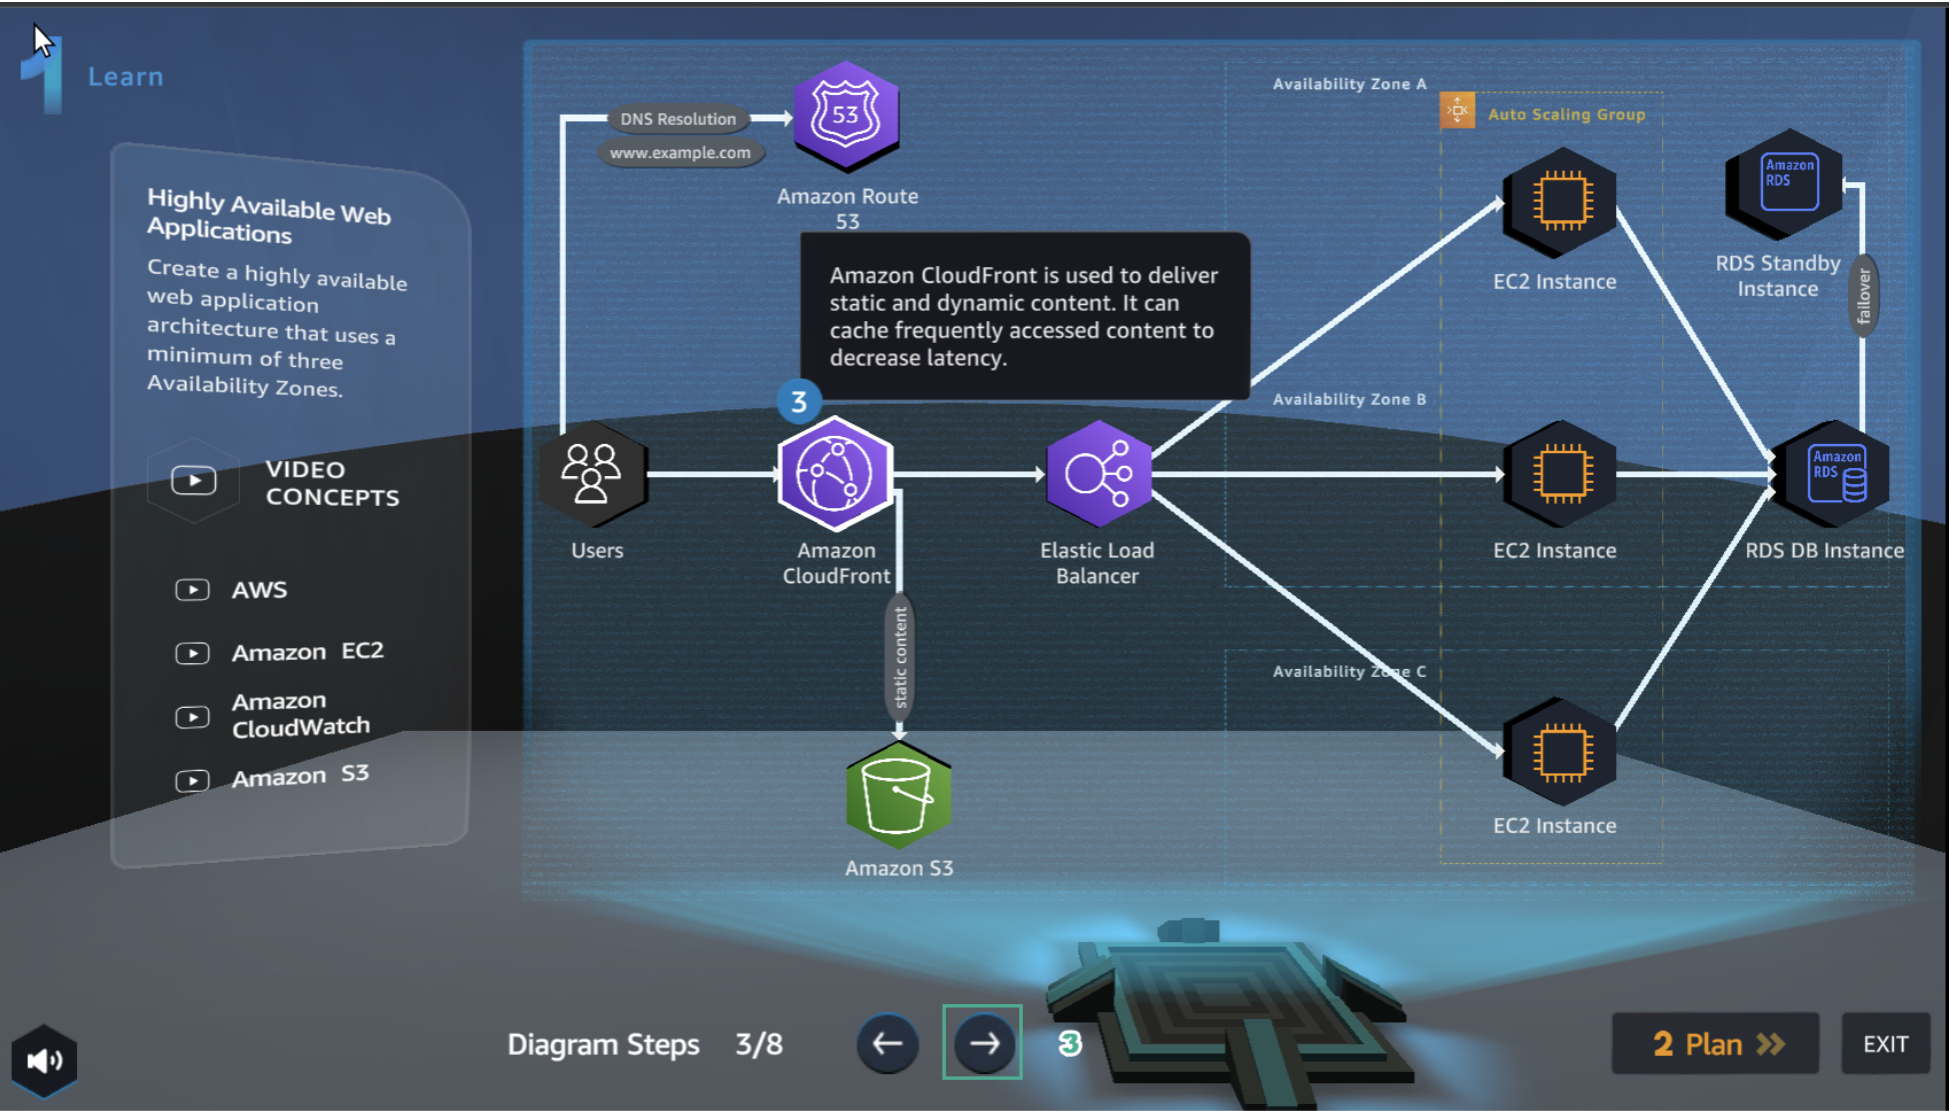 1 Learn
Highly Available Web
Applications
Create a highly available
web application
architecture that uses a
minimum of three
Availability Zones.
VIDEO
CONCEPTS
AWS
Amazon EC2
Amazon
CloudWatch
Amazon S3
DNS Resolution
www.example.com
53
Amazon Route
53
Amazon CloudFront is used to deliver
static and dynamic content. It can
cache frequently accessed content to
decrease latency.
3
Users
Amazon
CloudFront
static content
Amazon S3
Elastic Load
Balancer
Availability Zone A
Auto Scaling Group
EC2 Instance
Amazon
RDS
RDS Standby
Instance
failover
Availability Zone B
EC2 Instance
Amazon
RDS
RDS DB Instance
Availability Zone C
EC2 Instance
Diagram Steps 3/8
3
2 Plan
EXIT